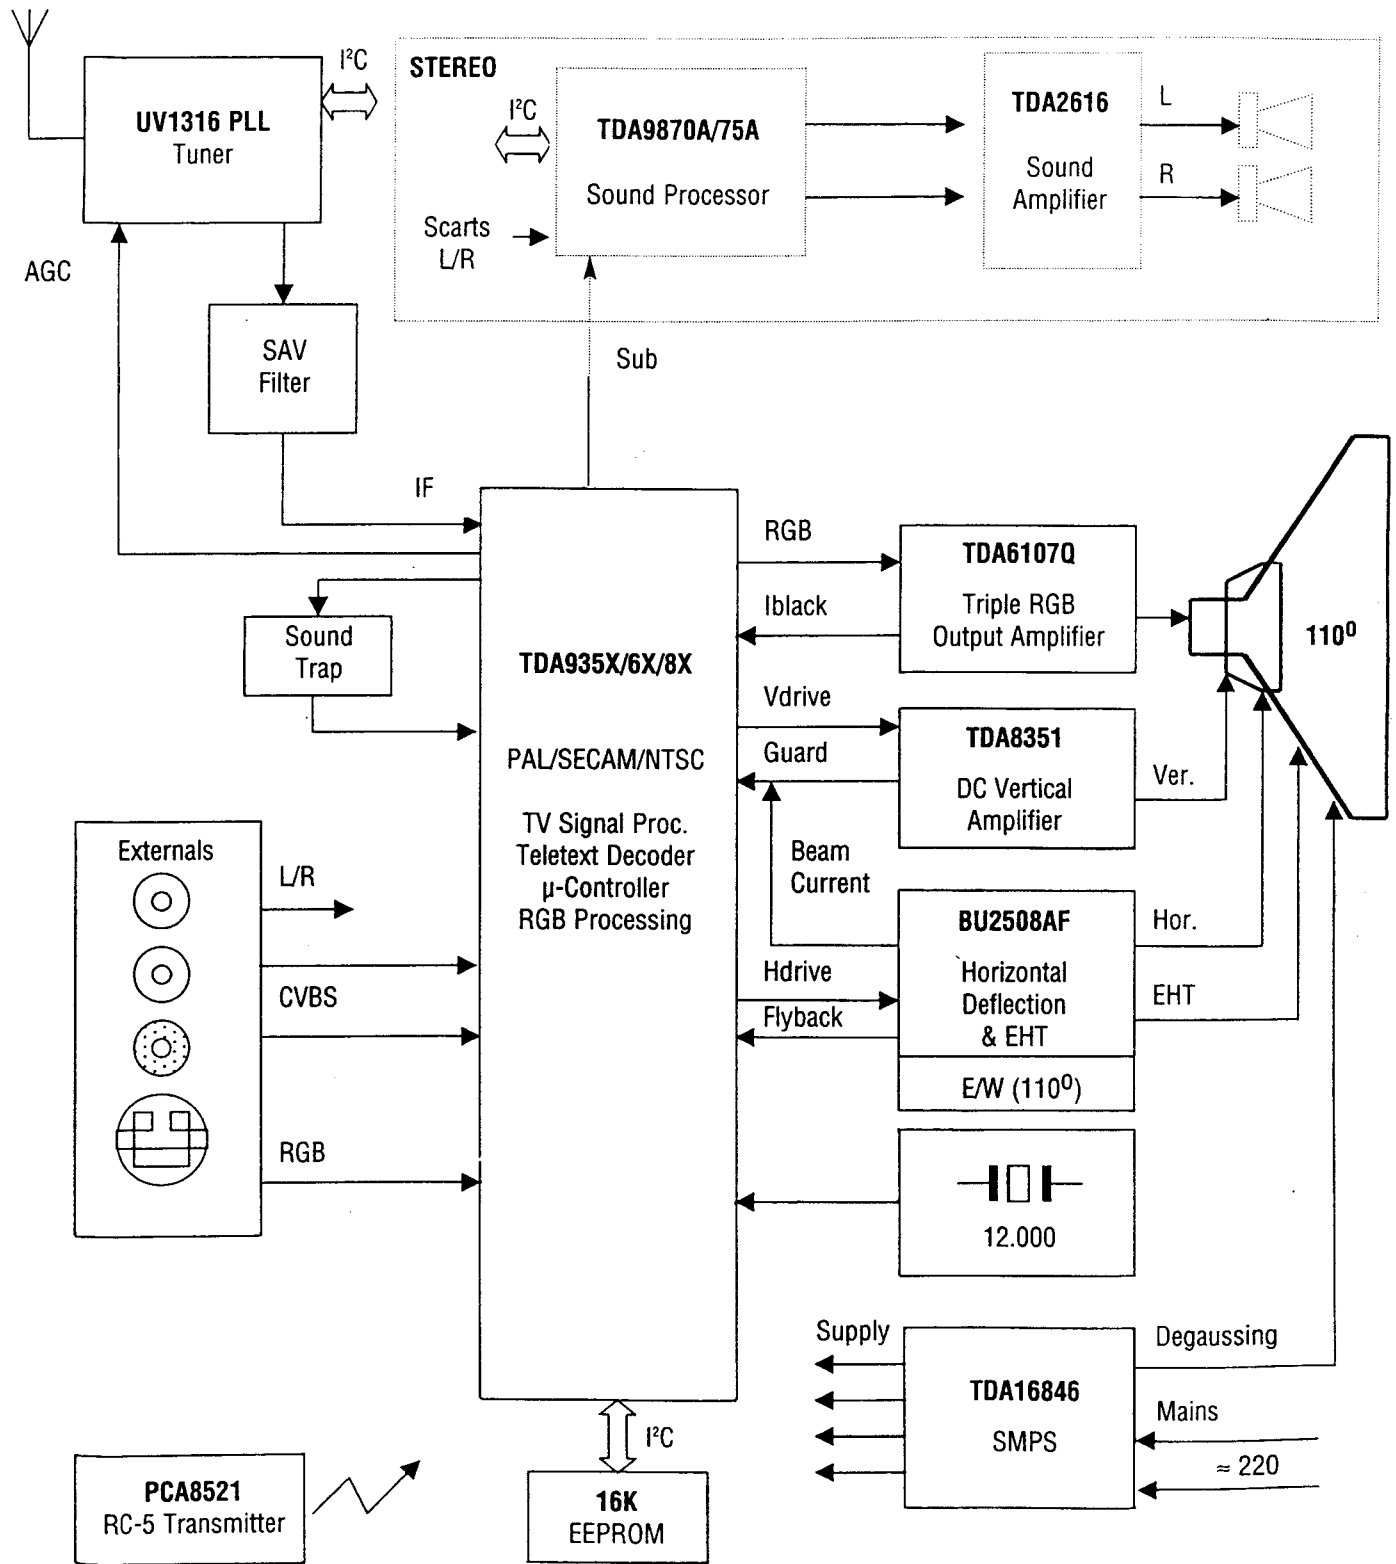 I²C
UV1316 PLL
Tuner
AGC
STEREO
I²C
TDA9870A/75A
Sound Processor
Scarts
L/R
TDA2616
Sound
Amplifier
L
R
SAV
Filter
Sub
IF
Sound
Trap
TDA935X/6X/8X
PAL/SECAM/NTSC
TV Signal Proc.
Teletext Decoder
µ-Controller
RGB Processing
RGB
Iblack
TDA6107Q
Triple RGB
Output Amplifier
110⁰
Vdrive
Guard
TDA8351
DC Vertical
Amplifier
Ver.
Beam
Current
BU2508AF
Horizontal
Deflection
& EHT
E/W (110⁰)
Hor.
EHT
Hdrive
Flyback
Externals
L/R
CVBS
RGB
12.000
Supply
TDA16846
SMPS
Degaussing
Mains
≈ 220
I²C
16K
EEPROM
PCA8521
RC-5 Transmitter